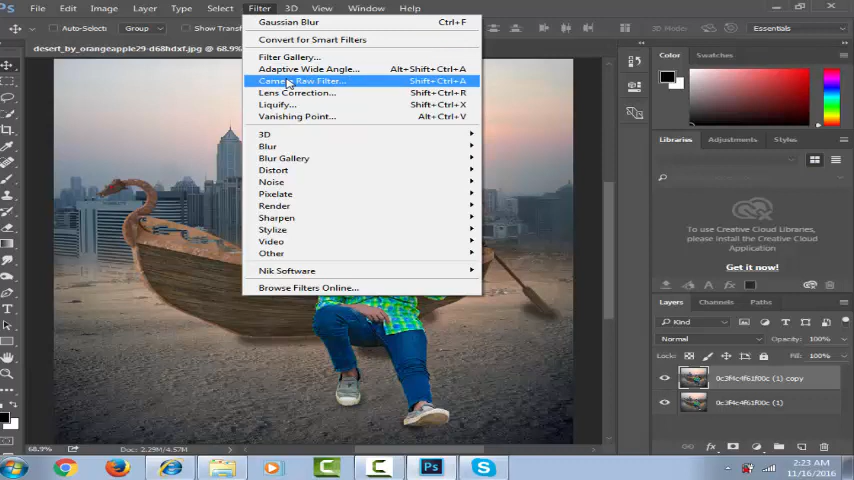 File Edit Image Layer Type Select Filter 3D View Window Help
Auto-Select: Group Show Transf Essentials
desert_by_orangeapple29-d68hdxf.jpg @ 68.9%
Gaussian Blur Ctrl+F
Convert for Smart Filters
Filter Gallery...
Adaptive Wide Angle... Alt+Shift+Ctrl+A
Camera Raw Filter... Shift+Ctrl+A
Lens Correction... Shift+Ctrl+R
Liquify... Shift+Ctrl+X
Vanishing Point... Alt+Ctrl+V
3D
Blur
Blur Gallery
Distort
Noise
Pixelate
Render
Sharpen
Stylize
Video
Other
Nik Software
Browse Filters Online...
Color Swatches
Libraries Adjustments Styles
To use Creative Cloud Libraries,
please install the Creative Cloud
Application
Get it now!
Layers Channels Paths
Kind
Normal Opacity: 100%
Lock: Fill: 100%
0c3f4c4f61f00c (1) copy
0c3f4c4f61f00c (1)
68.9% Doc: 2.29M/4.57M
Ps
2:23 AM
11/16/2016